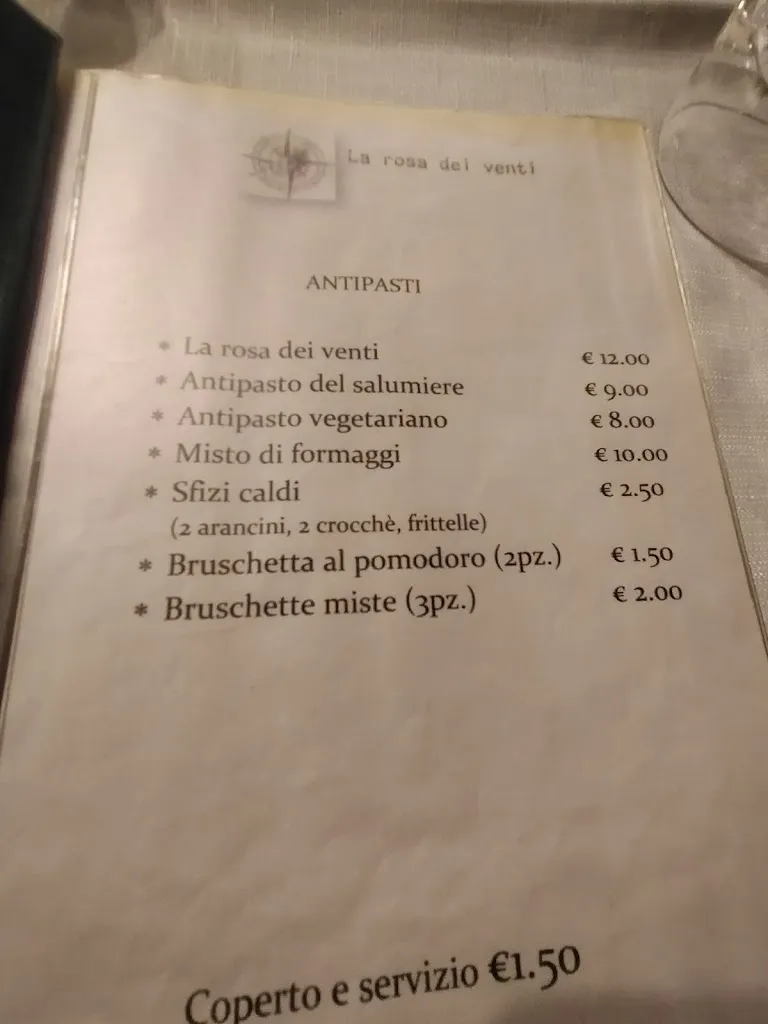 La rosa dei venti
ANTIPASTI
* La rosa dei venti € 12.00
* Antipasto del salumiere € 9.00
* Antipasto vegetariano € 8.00
* Misto di formaggi € 10.00
* Sfizi caldi € 2.50
(2 arancini, 2 crocchè, frittelle)
* Bruschetta al pomodoro (2pz.) € 1.50
* Bruschette miste (3pz.) € 2.00
Coperto e servizio €1.50